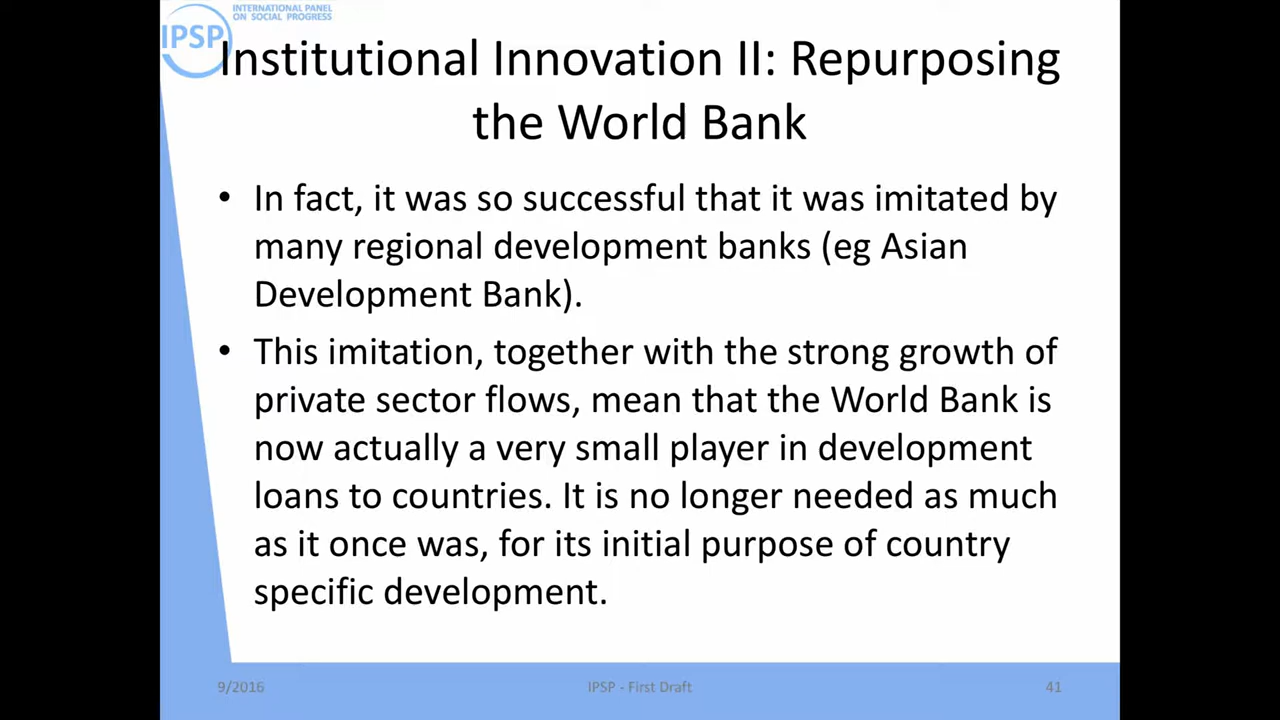 INTERNATIONAL PANEL
ON SOCIAL PROGRESS
IPSP
Institutional Innovation II: Repurposing
the World Bank
• In fact, it was so successful that it was imitated by
many regional development banks (eg Asian
Development Bank).
• This imitation, together with the strong growth of
private sector flows, mean that the World Bank is
now actually a very small player in development
loans to countries. It is no longer needed as much
as it once was, for its initial purpose of country
specific development.
9/2016
IPSP - First Draft
41